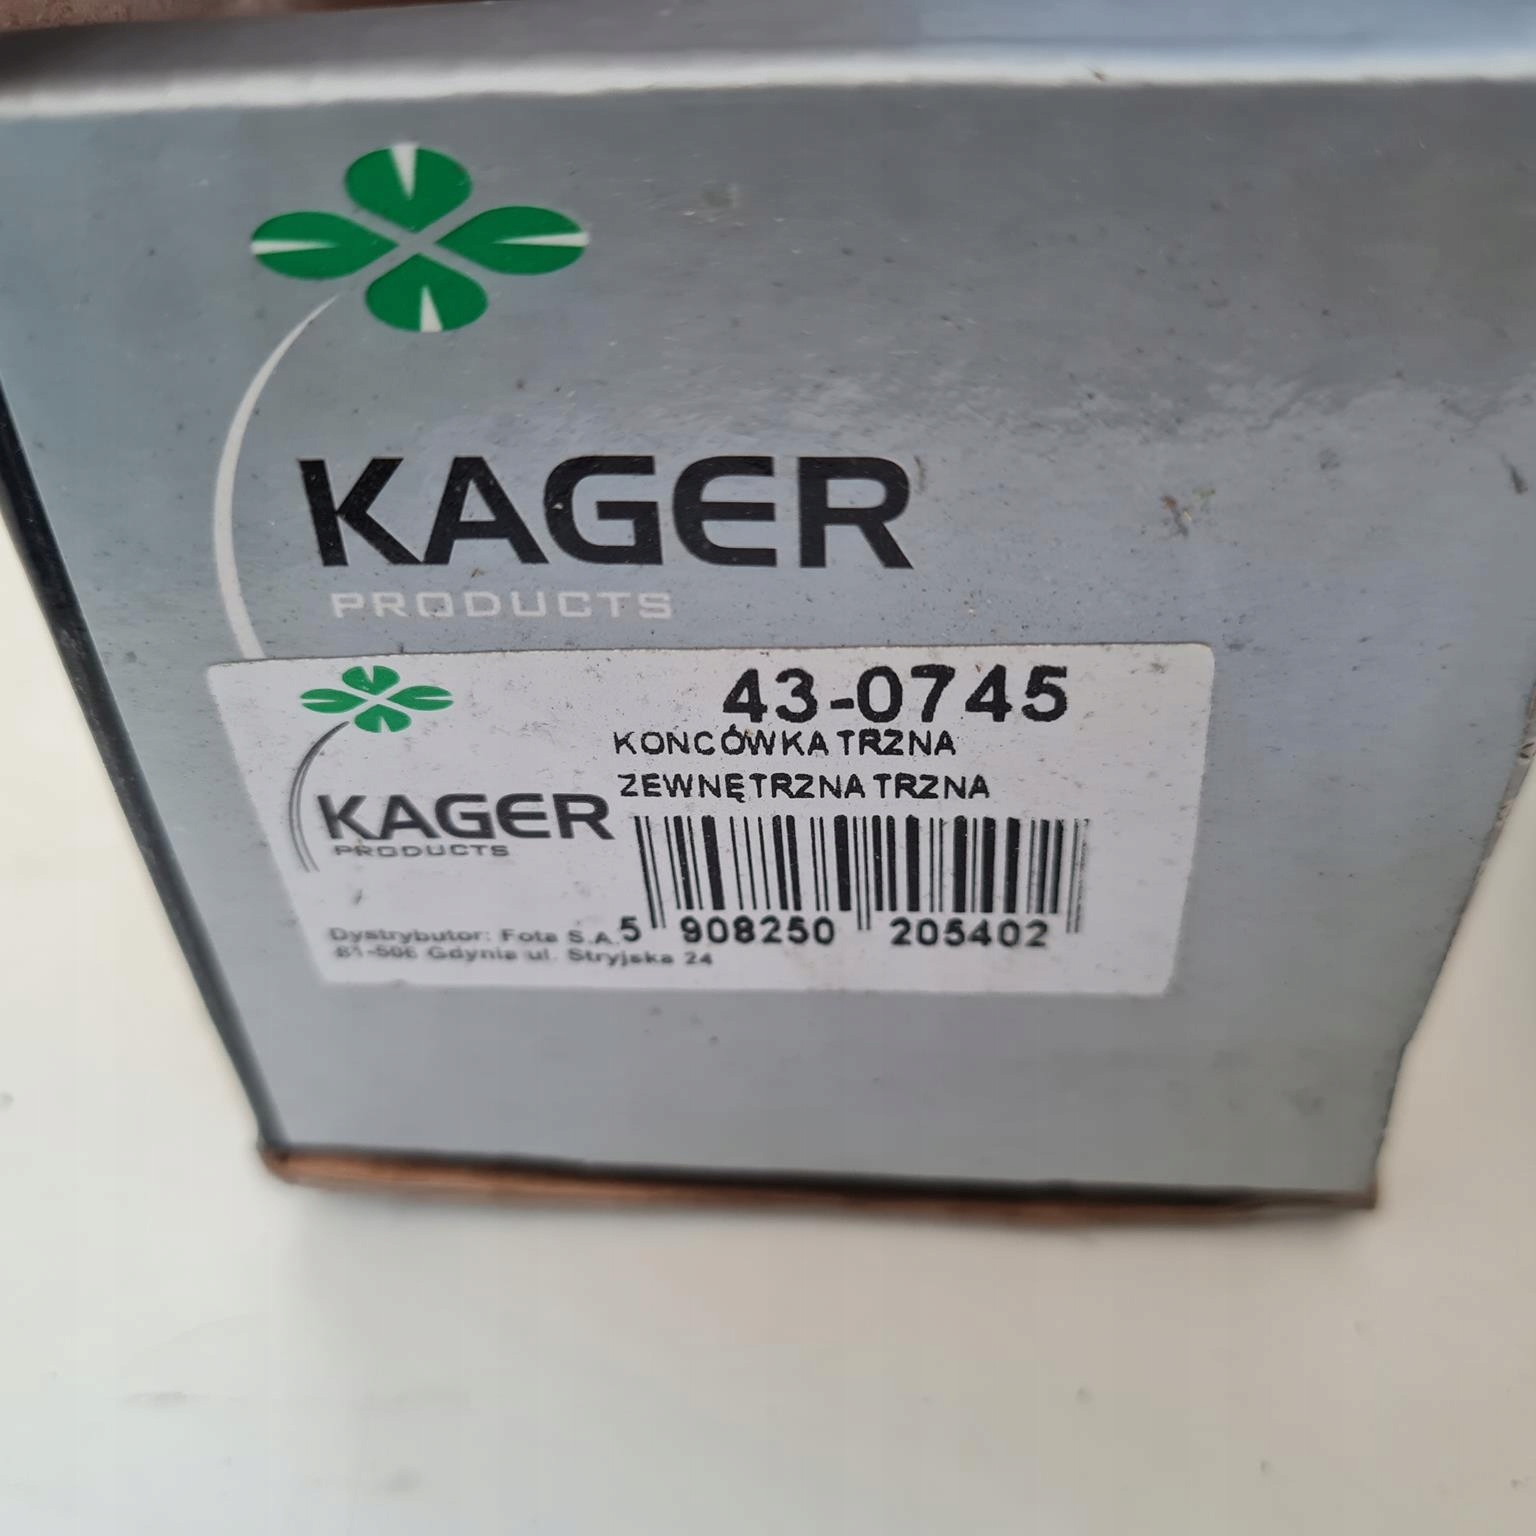 KAGER
PRODUCTS
43-0745
KONCÓWKA TRZNA
ZEWNĘTRZNA TRZNA
KAGER
PRODUCTS
5 908250 205402
Dystrybutor: Fota S.A.
81-506 Gdynia ul. Stryjska 24